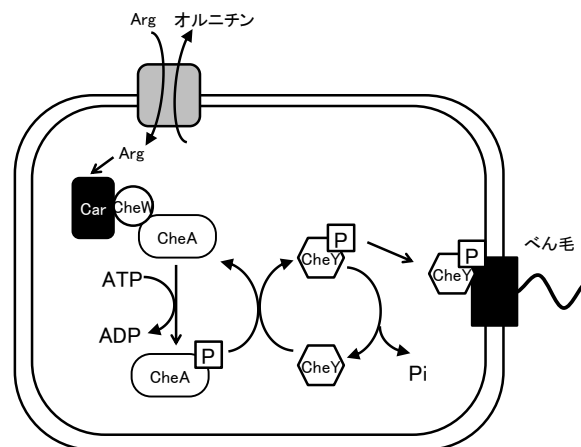 Arg オルニチン
Arg
Car
CheW
CheA
ATP
ADP
CheA
P
P
CheY
CheY
Pi
P
CheY
べん毛